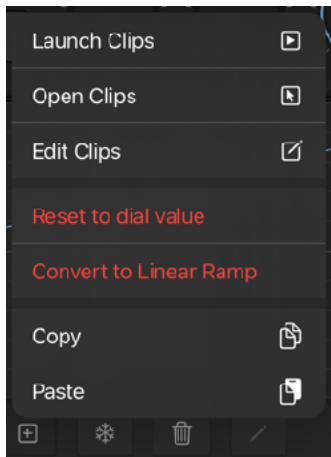 Launch Clips
Open Clips
Edit Clips
Reset to dial value
Convert to Linear Ramp
Copy
Paste